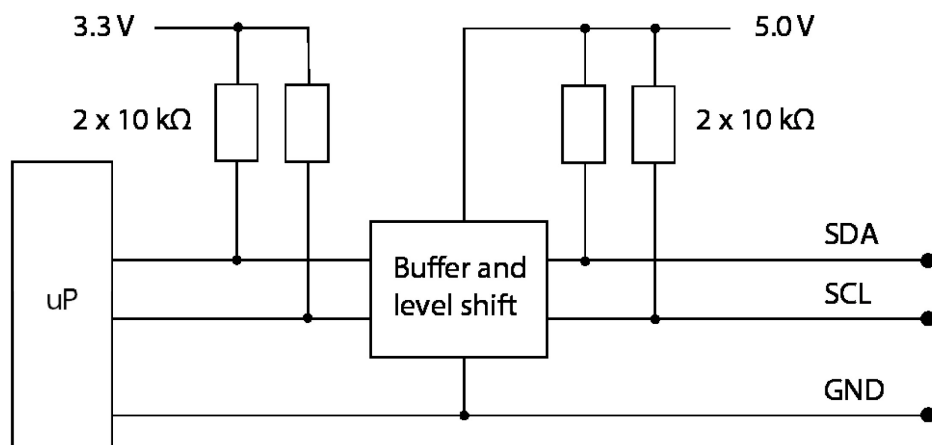 3.3 V
5.0 V
2 x 10 kΩ
2 x 10 kΩ
SDA
Buffer and
level shift
uP
SCL
GND